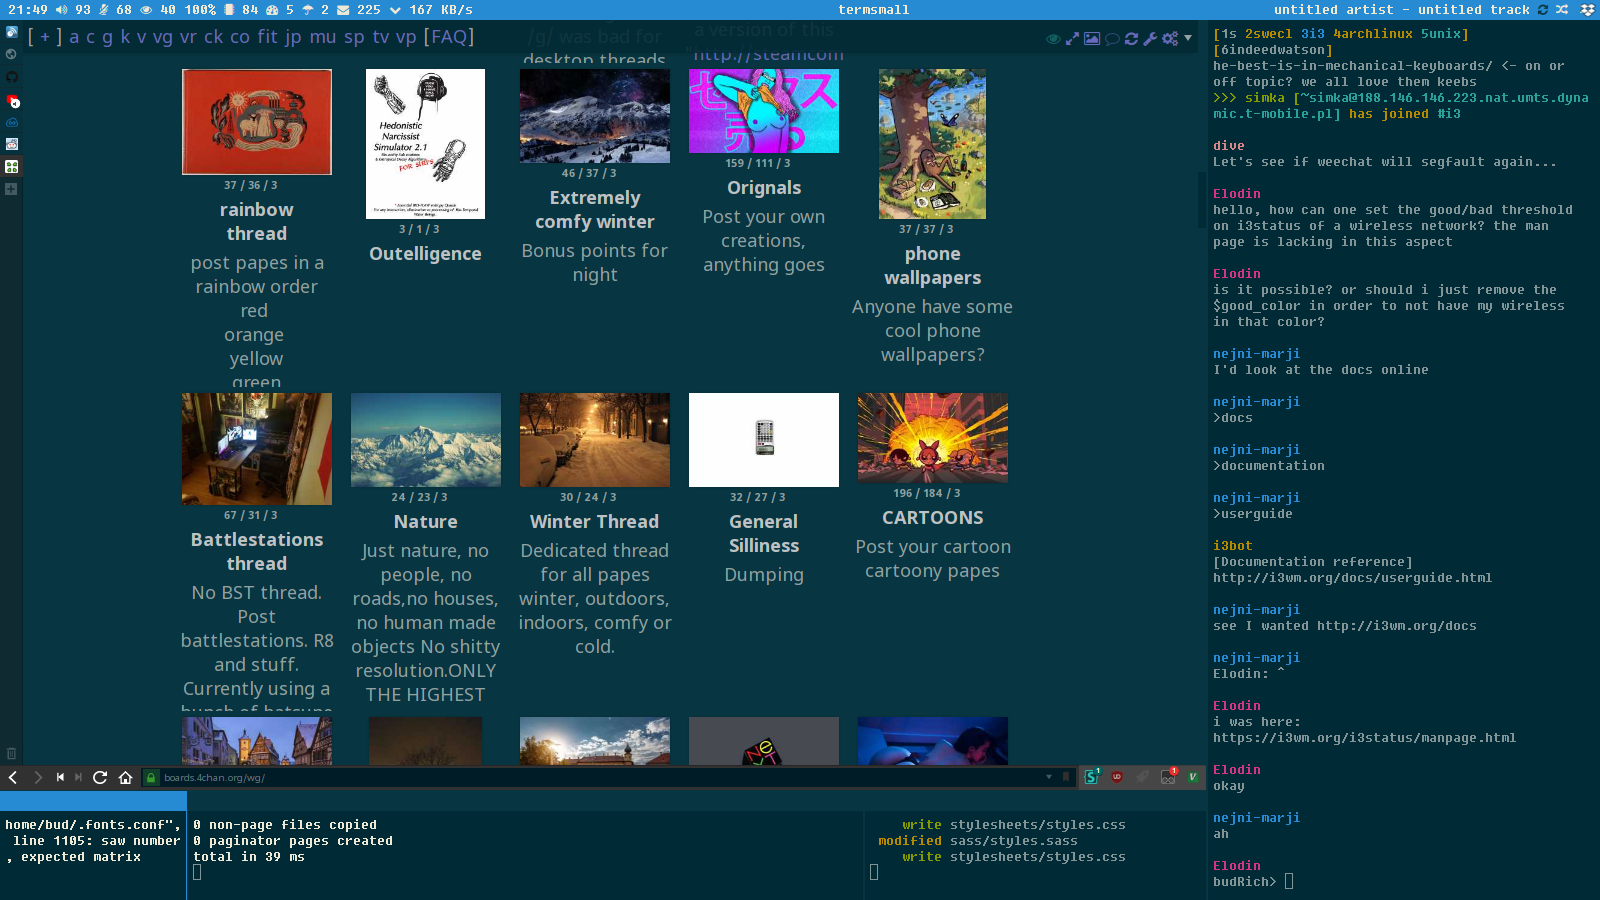 21:49 93 68 40 100% 84 5 2 225 167 KB/s
termsmall
untitled artist - untitled track
[ + ] a c g k v vg vr ck co fit jp mu sp tv vp [FAQ]
/g/ was bad for
desktop threads
a version of this
"http://steamcom
37 / 36 / 3
rainbow
thread
post papes in a
rainbow order
red
orange
yellow
green
Hedonistic
Narcissist
Simulator 2.1
FOR SHITS
3 / 1 / 3
Outelligence
46 / 37 / 3
Extremely
comfy winter
Bonus points for
night
セックス
売る
159 / 111 / 3
Orignals
Post your own
creations,
anything goes
37 / 37 / 3
phone
wallpapers
Anyone have some
cool phone
wallpapers?
67 / 31 / 3
Battlestations
thread
No BST thread.
Post
battlestations. R8
and stuff.
Currently using a
bunch of hatsune
24 / 23 / 3
Nature
Just nature, no
people, no
roads,no houses,
no human made
objects No shitty
resolution.ONLY
THE HIGHEST
30 / 24 / 3
Winter Thread
Dedicated thread
for all papes
winter, outdoors,
indoors, comfy or
cold.
32 / 27 / 3
General
Silliness
Dumping
196 / 184 / 3
CARTOONS
Post your cartoon
cartoony papes
boards.4chan.org/wg/
home/bud/.fonts.conf",
line 1105: saw number
, expected matrix
0 non-page files copied
0 paginator pages created
total in 39 ms
write stylesheets/styles.css
modified sass/styles.sass
write stylesheets/styles.css
[1s 2swecl 3i3 4archlinux 5unix]
[6indeedwatson]
he-best-is-in-mechanical-keyboards/ <- on or
off topic? we all love them keebs
>>> simka [~simka@188.146.146.223.nat.umts.dyna
mic.t-mobile.pl] has joined #i3
dive
Let's see if weechat will segfault again...
Elodin
hello, how can one set the good/bad threshold
on i3status of a wireless network? the man
page is lacking in this aspect
Elodin
is it possible? or should i just remove the
$good_color in order to not have my wireless
in that color?
nejni-marji
I'd look at the docs online
nejni-marji
>docs
nejni-marji
>documentation
nejni-marji
>userguide
i3bot
[Documentation reference]
http://i3wm.org/docs/userguide.html
nejni-marji
see I wanted http://i3wm.org/docs
nejni-marji
Elodin: ^
Elodin
i was here:
https://i3wm.org/i3status/manpage.html
Elodin
okay
nejni-marji
ah
Elodin
budRich>